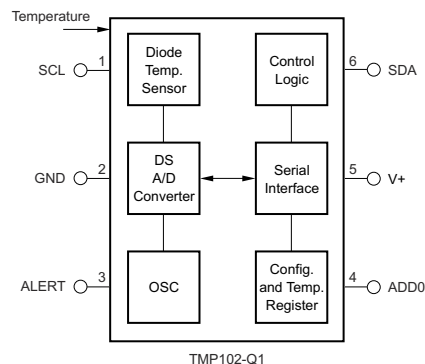 Temperature
SCL
1
Diode
Temp.
Sensor
Control
Logic
6
SDA
GND
2
DS
A/D
Converter
Serial
Interface
5
V+
ALERT
3
OSC
Config.
and Temp.
Register
4
ADD0
TMP102-Q1